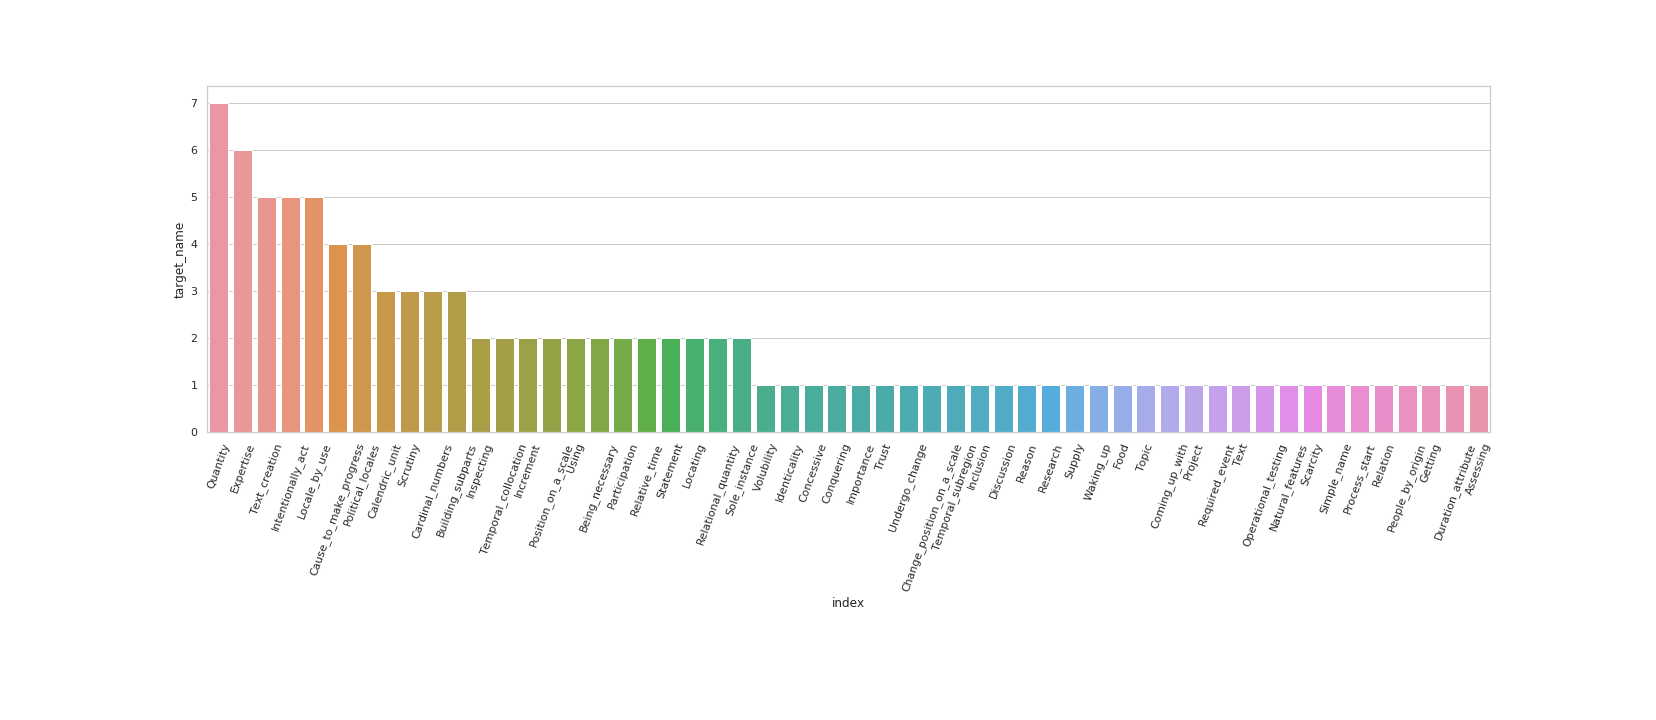 7
6
5
4
3
2
1
0
target_name
Quantity
Expertise
Text_creation
Intentionally_act
Locale_by_use
Cause_to_make_progress
Political_locales
Calendric_unit
Scrutiny
Cardinal_numbers
Building_subparts
Inspecting
Temporal_collocation
Increment
Position_on_a_scale
Using
Being_necessary
Participation
Relative_time
Statement
Locating
Relational_quantity
Sole_instance
Volubility
Identicality
Concessive
Conquering
Importance
Trust
Undergo_change
Change_position_on_a_scale
Temporal_subregion
Inclusion
Discussion
Reason
Research
Supply
Waking_up
Food
Topic
Coming_up_with
Project
Required_event
Text
Operational_testing
Natural_features
Scarcity
Simple_name
Process_start
Relation
People_by_origin
Getting
Duration_attribute
Assessing
index